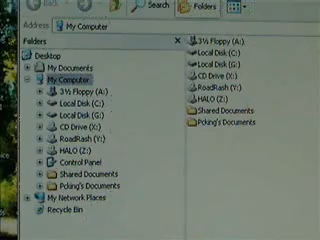 Back
Search
Folders
Address
My Computer
Folders
Desktop
My Documents
My Computer
3½ Floppy (A:)
Local Disk (C:)
Local Disk (G:)
CD Drive (X:)
RoadRash (Y:)
HALO (Z:)
Control Panel
Shared Documents
Pcking's Documents
My Network Places
Recycle Bin
3½ Floppy (A:)
Local Disk (C:)
Local Disk (G:)
CD Drive (X:)
RoadRash (Y:)
HALO (Z:)
Shared Documents
Pcking's Documents